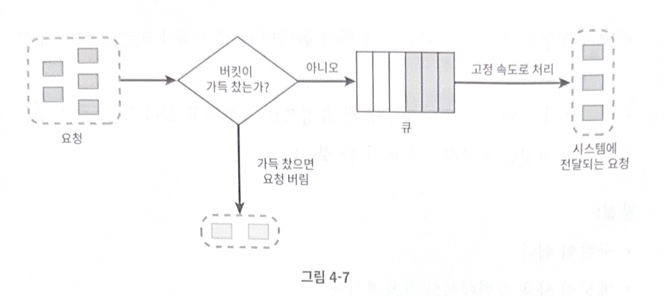 요청
버킷이
가득 찼는가?
아니오
큐
고정 속도로 처리
시스템에
전달되는 요청
가득 찼으면
요청 버림
그림 4-7